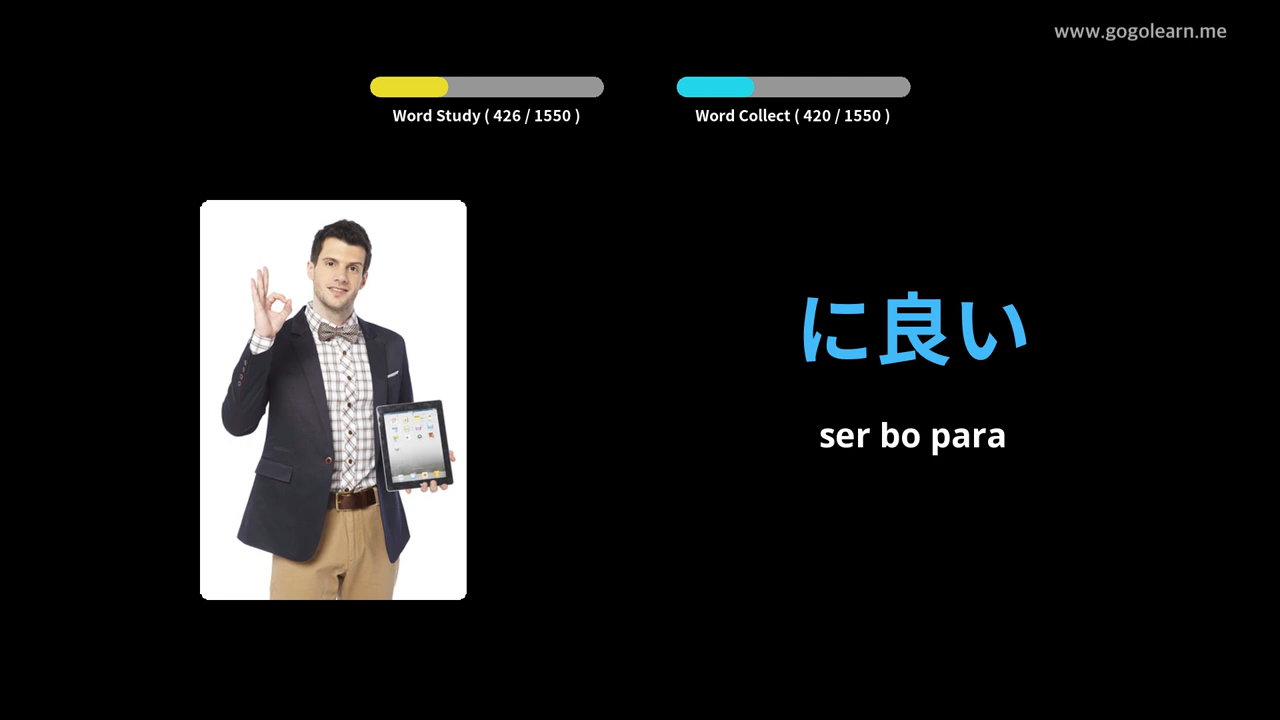 www.gogolearn.me
Word Study ( 426 / 1550 )
Word Collect ( 420 / 1550 )
に良い
ser bo para